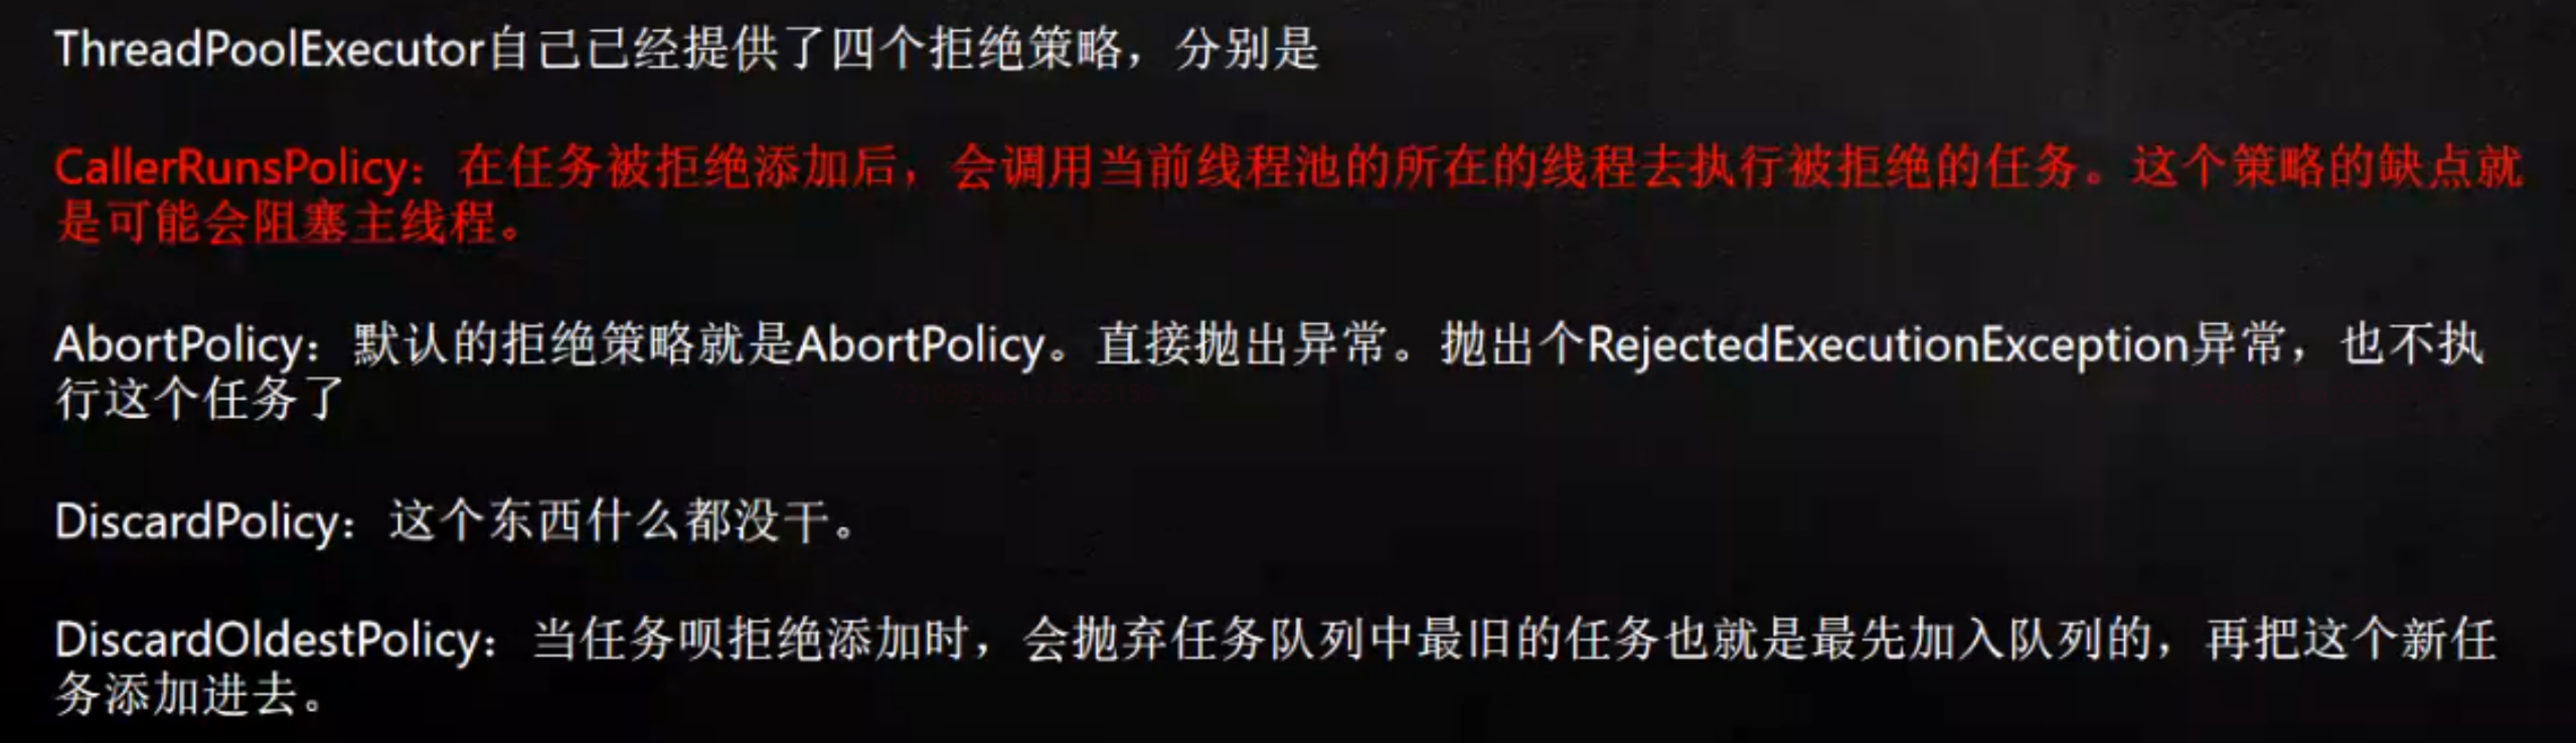 ThreadPoolExecutor自己已经提供了四个拒绝策略，分别是
CallerRunsPolicy：在任务被拒绝添加后，会调用当前线程池的所在的线程去执行被拒绝的任务。这个策略的缺点就
是可能会阻塞主线程。
AbortPolicy：默认的拒绝策略就是AbortPolicy。直接抛出异常。抛出个RejectedExecutionException异常，也不执
行这个任务了
DiscardPolicy：这个东西什么都没干。
DiscardOldestPolicy：当任务呗拒绝添加时，会抛弃任务队列中最旧的任务也就是最先加入队列的，再把这个新任
务添加进去。